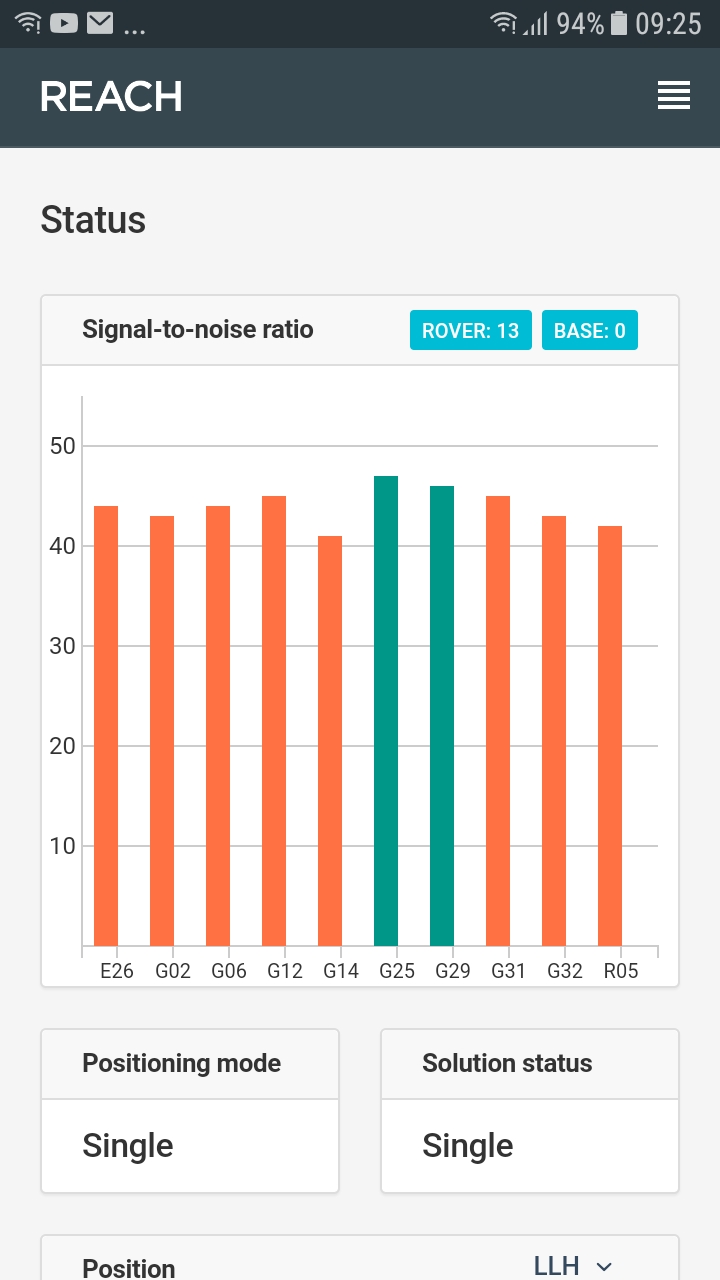 ... 94% 09:25
REACH
Status
Signal-to-noise ratio ROVER: 13 BASE: 0
50
40
30
20
10
E26 G02 G06 G12 G14 G25 G29 G31 G32 R05
Positioning mode Solution status
Single Single
Position LLH